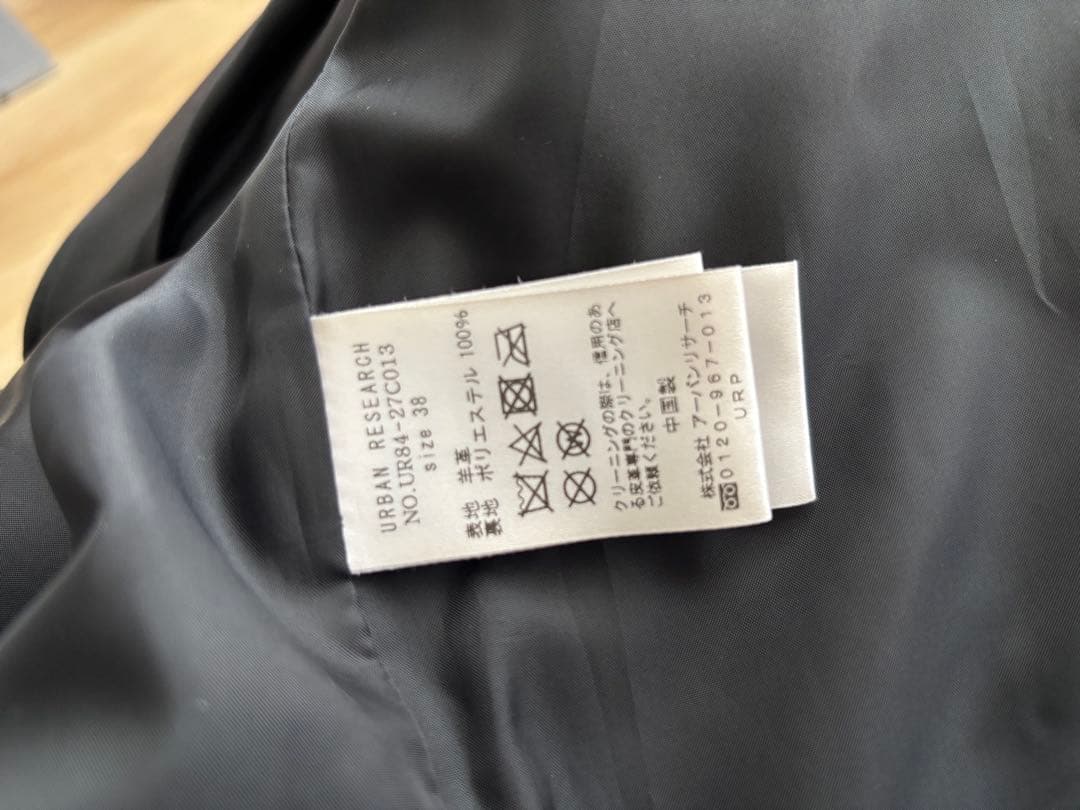 URBAN RESEARCH
NO.UR84-27C013
size 38
表地 羊革
裏地 ポリエステル 100%
クリーニングの際は、信用のあ
る皮革専門のクリーニング店へ
ご依頼ください。
中国製
株式会社 アーバンリサーチ
0120-967-013
URP